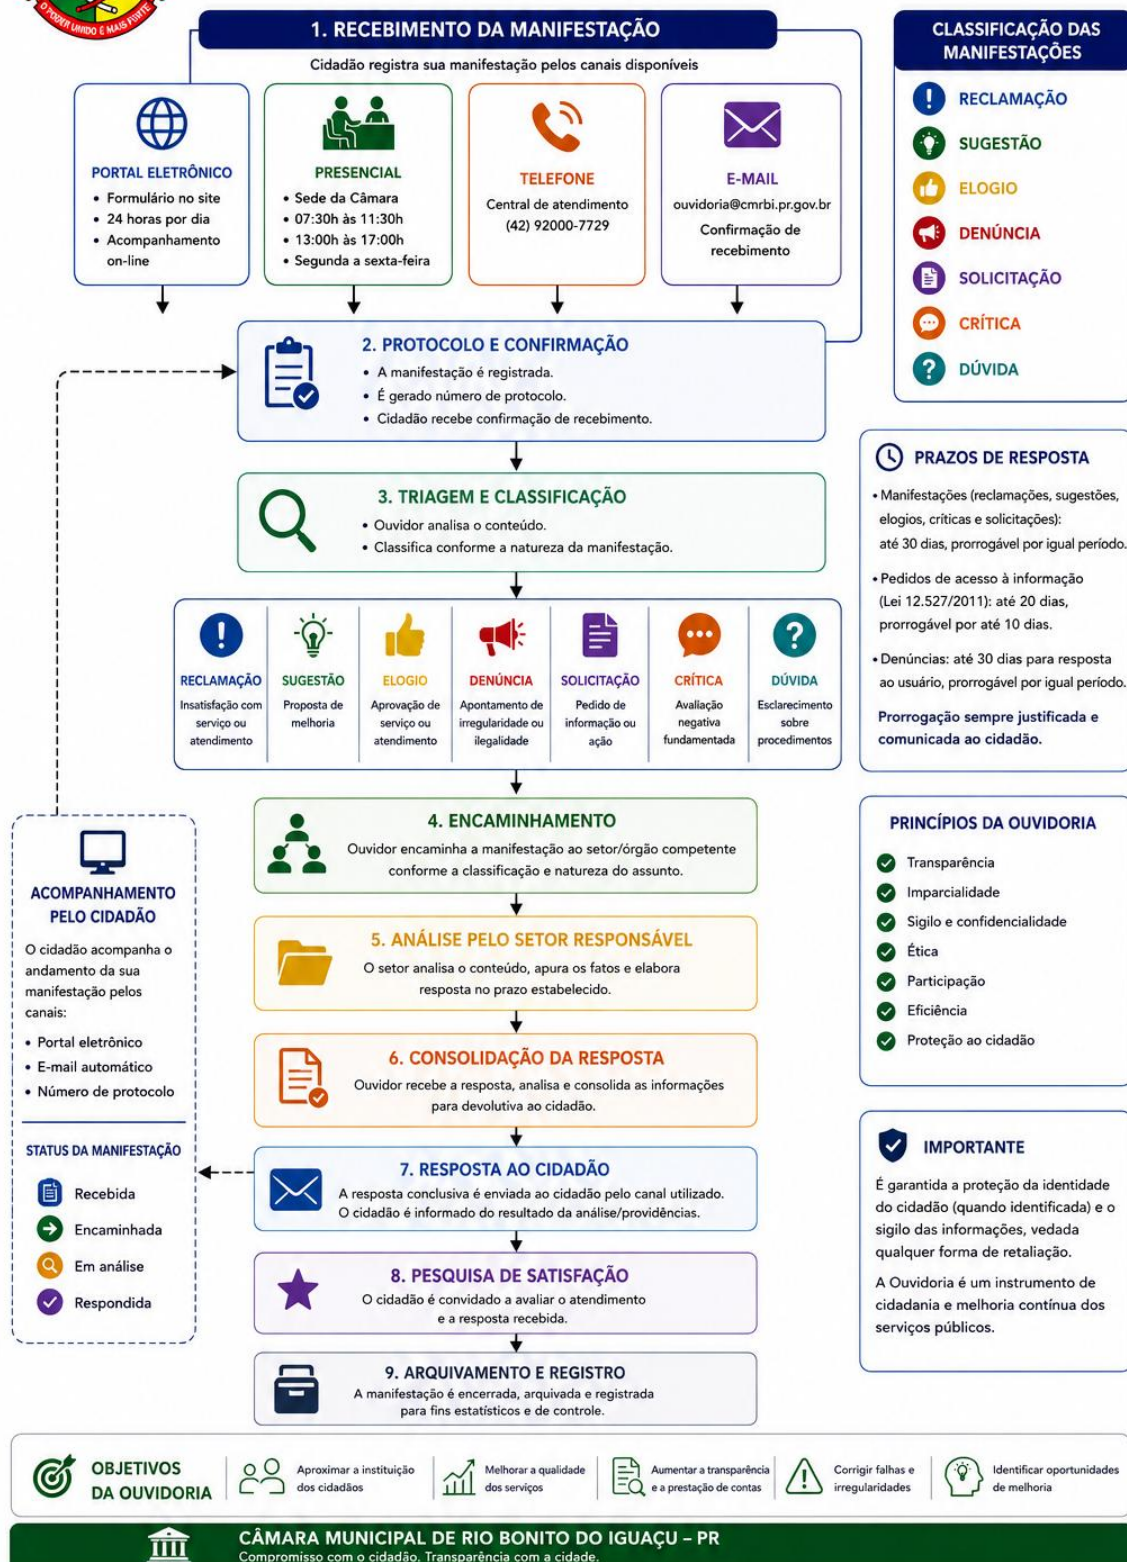 O PODER UNIDO É MAIS FORTE
1. RECEBIMENTO DA MANIFESTAÇÃO
Cidadão registra sua manifestação pelos canais disponíveis
PORTAL ELETRÔNICO
• Formulário no site
• 24 horas por dia
• Acompanhamento
on-line
PRESENCIAL
• Sede da Câmara
• 07:30h às 11:30h
• 13:00h às 17:00h
• Segunda a sexta-feira
TELEFONE
Central de atendimento
(42) 92000-7729
E-MAIL
ouvidoria@cmrbi.pr.gov.br
Confirmação de
recebimento
CLASSIFICAÇÃO DAS
MANIFESTAÇÕES
RECLAMAÇÃO
SUGESTÃO
ELOGIO
DENÚNCIA
SOLICITAÇÃO
CRÍTICA
DÚVIDA
2. PROTOCOLO E CONFIRMAÇÃO
• A manifestação é registrada.
• É gerado número de protocolo.
• Cidadão recebe confirmação de recebimento.
3. TRIAGEM E CLASSIFICAÇÃO
• Ouvidor analisa o conteúdo.
• Classifica conforme a natureza da manifestação.
RECLAMAÇÃO
Insatisfação com
serviço ou
atendimento
SUGESTÃO
Proposta de
melhoria
ELOGIO
Aprovação de
serviço ou
atendimento
DENÚNCIA
Apontamento de
irregularidade ou
ilegalidade
SOLICITAÇÃO
Pedido de
informação ou
ação
CRÍTICA
Avaliação
negativa
fundamentada
DÚVIDA
Esclarecimento
sobre
procedimentos
PRAZOS DE RESPOSTA
• Manifestações (reclamações, sugestões,
elogios, críticas e solicitações):
até 30 dias, prorrogável por igual período.
• Pedidos de acesso à informação
(Lei 12.527/2011): até 20 dias,
prorrogável por até 10 dias.
• Denúncias: até 30 dias para resposta
ao usuário, prorrogável por igual período.
Prorrogação sempre justificada e
comunicada ao cidadão.
4. ENCAMINHAMENTO
Ouvidor encaminha a manifestação ao setor/órgão competente
conforme a classificação e natureza do assunto.
5. ANÁLISE PELO SETOR RESPONSÁVEL
O setor analisa o conteúdo, apura os fatos e elabora
resposta no prazo estabelecido.
6. CONSOLIDAÇÃO DA RESPOSTA
Ouvidor recebe a resposta, analisa e consolida as informações
para devolutiva ao cidadão.
7. RESPOSTA AO CIDADÃO
A resposta conclusiva é enviada ao cidadão pelo canal utilizado.
O cidadão é informado do resultado da análise/providências.
8. PESQUISA DE SATISFAÇÃO
O cidadão é convidado a avaliar o atendimento
e a resposta recebida.
9. ARQUIVAMENTO E REGISTRO
A manifestação é encerrada, arquivada e registrada
para fins estatísticos e de controle.
ACOMPANHAMENTO
PELO CIDADÃO
O cidadão acompanha o
andamento da sua
manifestação pelos
canais:
• Portal eletrônico
• E-mail automático
• Número de protocolo
STATUS DA MANIFESTAÇÃO
Recebida
Encaminhada
Em análise
Respondida
PRINCÍPIOS DA OUVIDORIA
Transparência
Imparcialidade
Sigilo e confidencialidade
Ética
Participação
Eficiência
Proteção ao cidadão
IMPORTANTE
É garantida a proteção da identidade
do cidadão (quando identificada) e o
sigilo das informações, vedada
qualquer forma de retaliação.
A Ouvidoria é um instrumento de
cidadania e melhoria contínua dos
serviços públicos.
OBJETIVOS
DA OUVIDORIA
Aproximar a instituição
dos cidadãos
Melhorar a qualidade
dos serviços
Aumentar a transparência
e a prestação de contas
Corrigir falhas e
irregularidades
Identificar oportunidades
de melhoria
CÂMARA MUNICIPAL DE RIO BONITO DO IGUAÇU – PR
Compromisso com o cidadão. Transparência com a cidade.